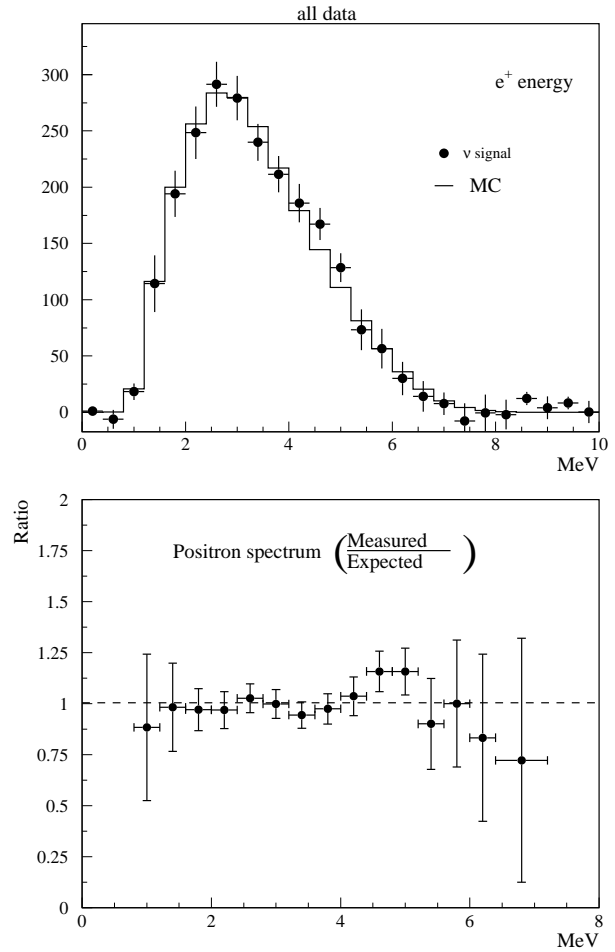 all data
300
250
200
150
100
50
0
e+ energy
ν signal
MC
0 2 4 6 8 10
MeV
Ratio
2
1.75
1.5
1.25
1
0.75
0.5
0.25
0
Positron spectrum (Measured/Expected)
0 2 4 6 8
MeV